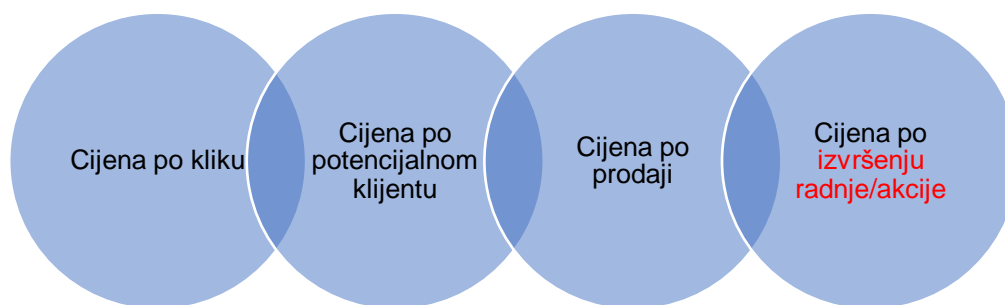 Cijena po kliku
Cijena po
potencijalnom
klijentu
Cijena po
prodaji
Cijena po
izvršenju
radnje/akcije